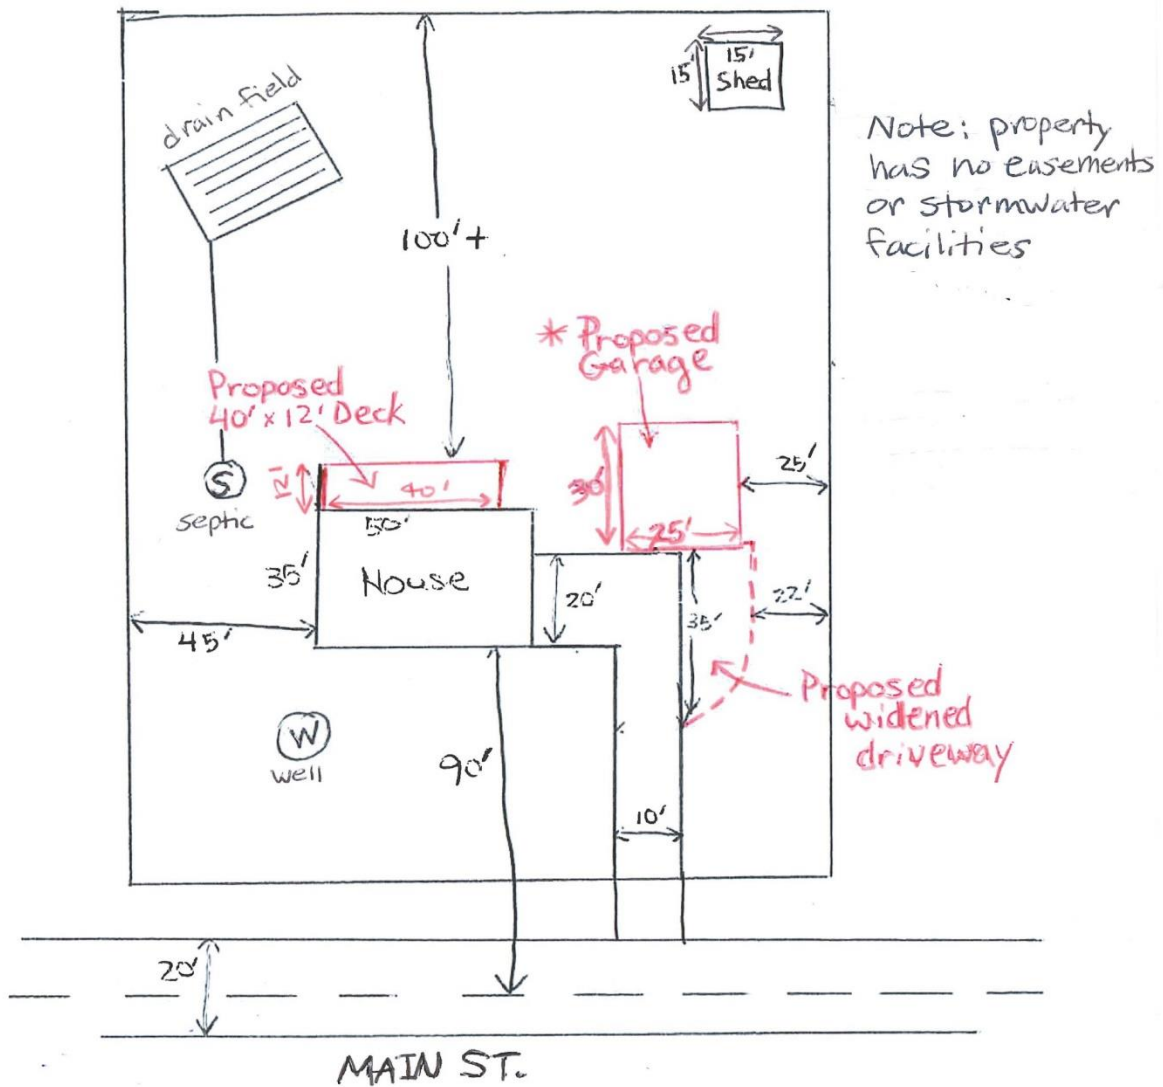 15'
15'
Shed
drain field
Note: property
has no easements
or stormwater
facilities
100'+
* Proposed
Garage
Proposed
40' x 12' Deck
S
septic
12'
40'
50'
30'
25'
25'
35'
House
20'
35'
22'
45'
Proposed
widened
driveway
W
well
90'
10'
20'
MAIN ST.